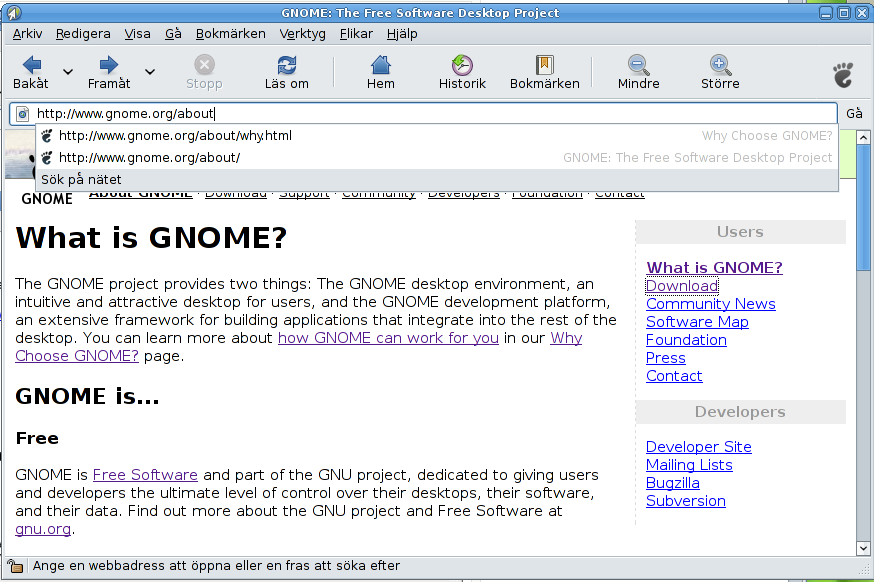 GNOME: The Free Software Desktop Project
Arkiv Redigera Visa Gå Bokmärken Verktyg Flikar Hjälp
Bakåt Framåt Stopp Läs om Hem Historik Bokmärken Mindre Större
http://www.gnome.org/about Gå
http://www.gnome.org/about/why.html Why Choose GNOME?
http://www.gnome.org/about/ GNOME: The Free Software Desktop Project
Sök på nätet
GNOME About GNOME · Download · Support · Community · Developers · Foundation · Contact
What is GNOME?
The GNOME project provides two things: The GNOME desktop environment, an
intuitive and attractive desktop for users, and the GNOME development platform,
an extensive framework for building applications that integrate into the rest of the
desktop. You can learn more about how GNOME can work for you in our Why
Choose GNOME? page.
GNOME is...
Free
GNOME is Free Software and part of the GNU project, dedicated to giving users
and developers the ultimate level of control over their desktops, their software,
and their data. Find out more about the GNU project and Free Software at
gnu.org.
Users
What is GNOME?
Download
Community News
Software Map
Foundation
Press
Contact
Developers
Developer Site
Mailing Lists
Bugzilla
Subversion
Ange en webbadress att öppna eller en fras att söka efter